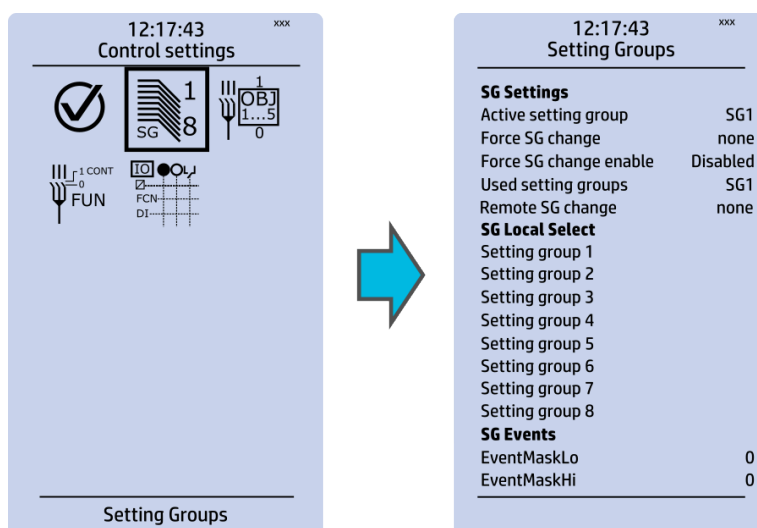 12:17:43 xxx
Control settings
1
SG 8
1
OBJ
1...5
0
1 CONT
0
FUN
IO
FCN
DI
Setting Groups
12:17:43 xxx
Setting Groups
SG Settings
Active setting group SG1
Force SG change none
Force SG change enable Disabled
Used setting groups SG1
Remote SG change none
SG Local Select
Setting group 1
Setting group 2
Setting group 3
Setting group 4
Setting group 5
Setting group 6
Setting group 7
Setting group 8
SG Events
EventMaskLo 0
EventMaskHi 0